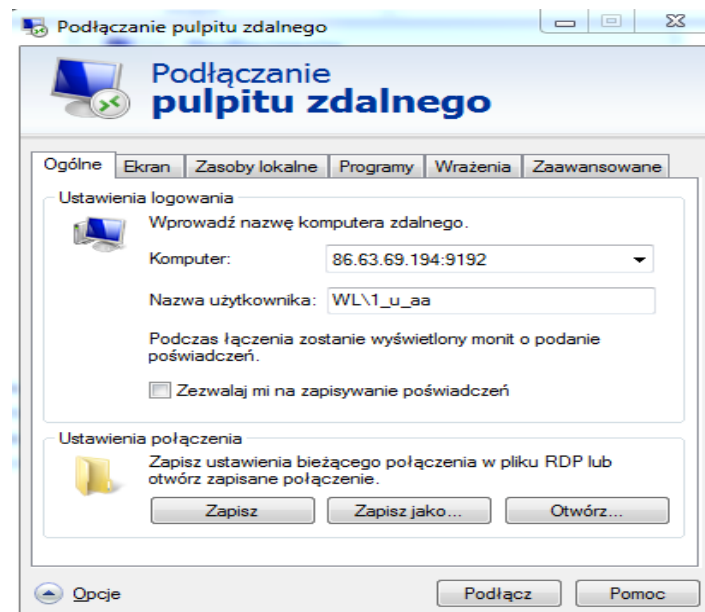 Podłączanie pulpitu zdalnego
Podłączanie
pulpitu zdalnego
Ogólne Ekran Zasoby lokalne Programy Wrażenia Zaawansowane
Ustawienia logowania
Wprowadź nazwę komputera zdalnego.
Komputer: 86.63.69.194:9192
Nazwa użytkownika: WL\1_u_aa
Podczas łączenia zostanie wyświetlony monit o podanie
poświadczeń.
Zezwalaj mi na zapisywanie poświadczeń
Ustawienia połączenia
Zapisz ustawienia bieżącego połączenia w pliku RDP lub
otwórz zapisane połączenie.
Zapisz Zapisz jako... Otwórz...
Opcje Podłącz Pomoc